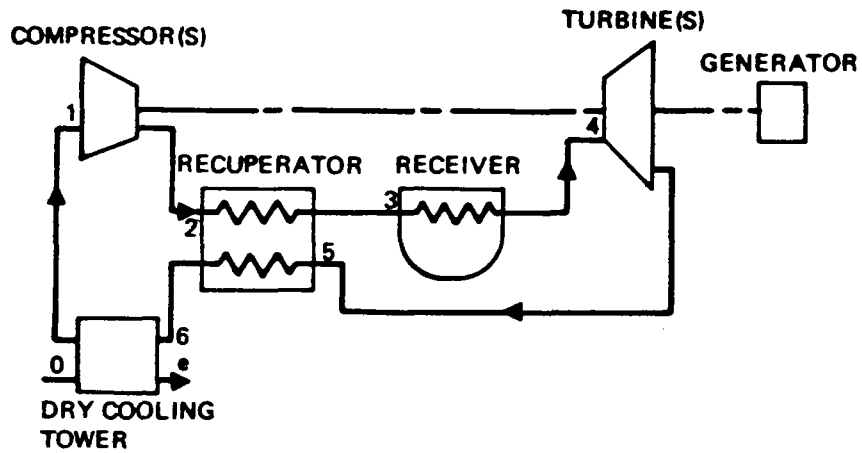 COMPRESSOR(S)
TURBINE(S)
GENERATOR
1
4
RECUPERATOR
RECEIVER
2
3
5
6
0
e
DRY COOLING
TOWER